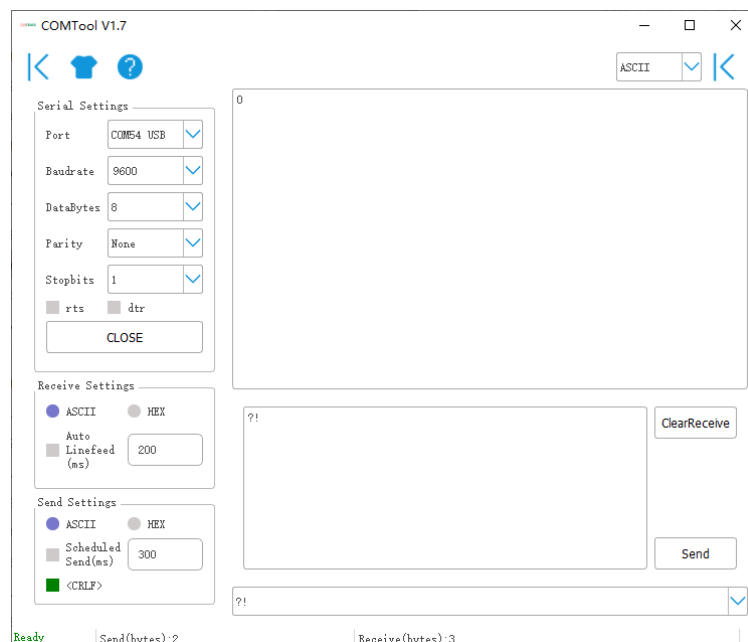 COMTool V1.7
ASCII
Serial Settings
Port COM54 USB
Baudrate 9600
DataBytes 8
Parity None
Stopbits 1
rts dtr
CLOSE
0
Receive Settings
ASCII HEX
Auto
Linefeed
(ms)
200
?!
ClearReceive
Send Settings
ASCII HEX
Scheduled
Send(ms)
300
<CRLF>
Send
?!
Ready Send(bytes):2 Receive(bytes):3